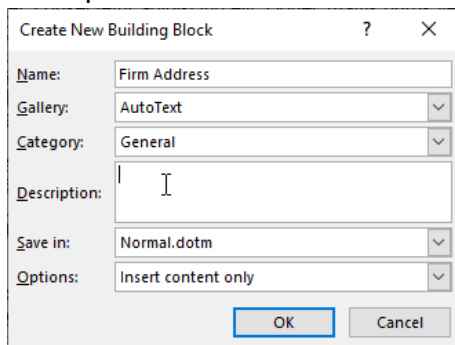 Create New Building Block ? ×
Name: Firm Address
Gallery: AutoText
Category: General
Description:
Save in: Normal.dotm
Options: Insert content only
OK Cancel